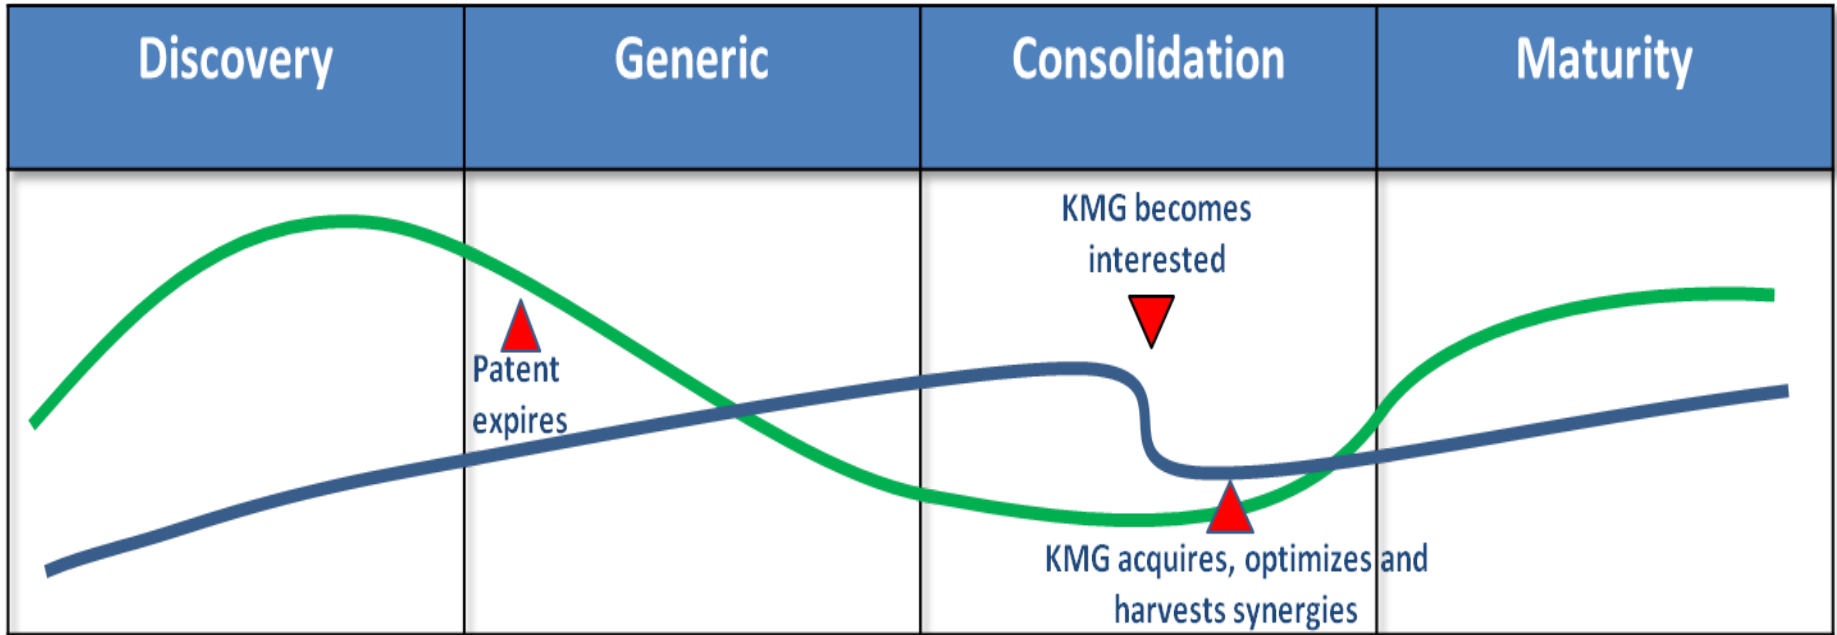 Discovery
Generic
Consolidation
Maturity
KMG becomes
interested
Patent
expires
KMG acquires, optimizes and
harvests synergies